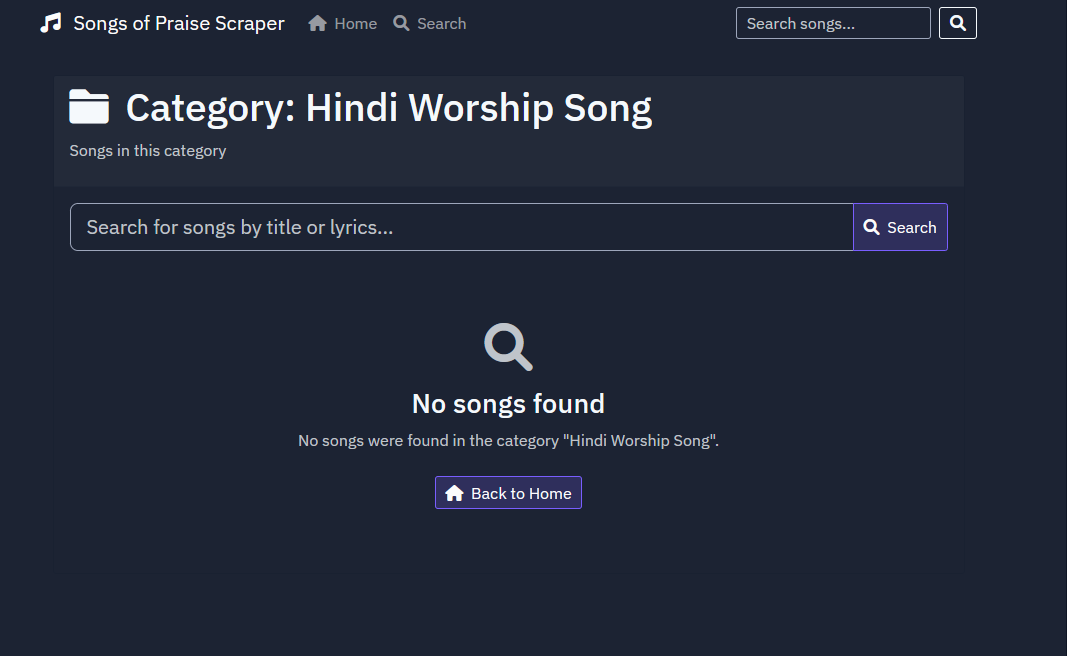 Songs of Praise Scraper Home Search Search songs...
Category: Hindi Worship Song
Songs in this category
Search for songs by title or lyrics... Search
No songs found
No songs were found in the category "Hindi Worship Song".
Back to Home